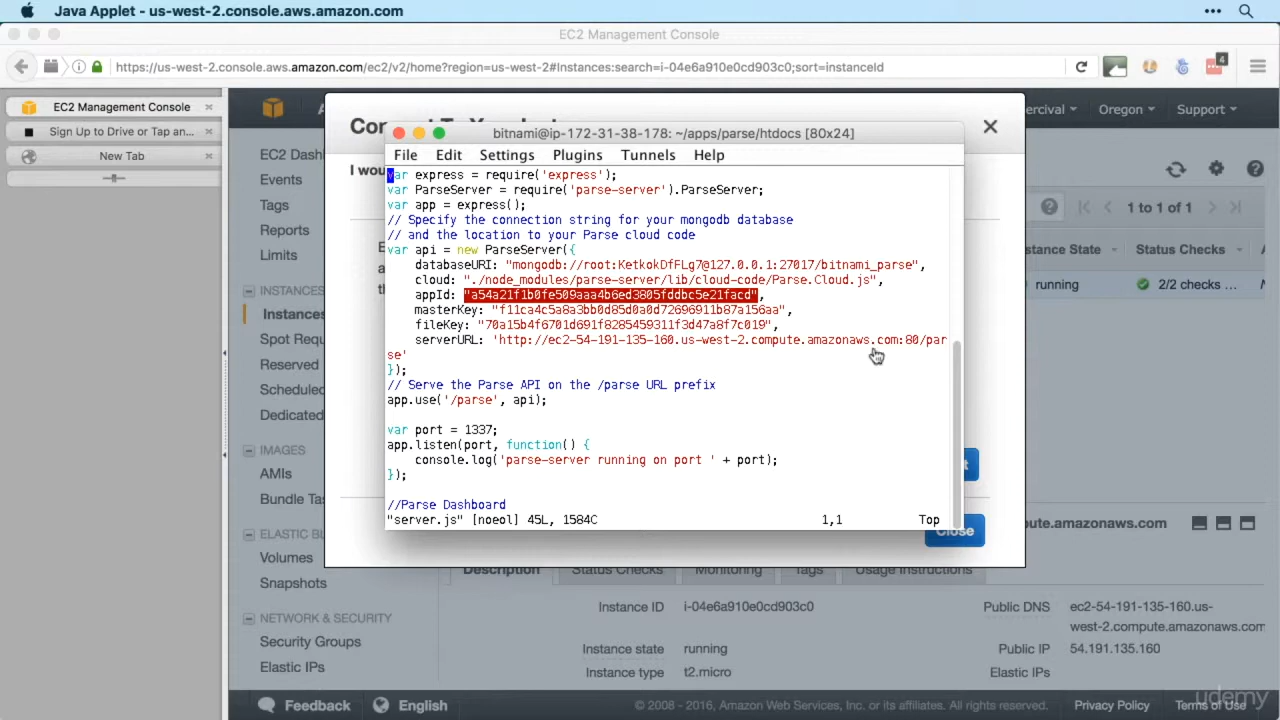 Java Applet - us-west-2.console.aws.amazon.com
EC2 Management Console
https://us-west-2.console.aws.amazon.com/ec2/v2/home?region=us-west-2#Instances:search=i-04e6a910e0cd903c0;sort=instanceId
4
EC2 Management Console
Sign Up to Drive or Tap an...
New Tab
ercival
Oregon
Support
EC2 Dash
Events
Tags
Reports
Limits
INSTANCES
Instances
Spot Requ
Reserved
Scheduled
Dedicated
IMAGES
AMIs
Bundle Tas
ELASTIC BL
Volumes
Snapshots
NETWORK & SECURITY
Security Groups
Elastic IPs
I wou
bitnami@ip-172-31-38-178: ~/apps/parse/htdocs [80x24]
File Edit Settings Plugins Tunnels Help
var express = require('express');
var ParseServer = require('parse-server').ParseServer;
var app = express();
// Specify the connection string for your mongodb database
// and the location to your Parse cloud code
var api = new ParseServer({
databaseURI: "mongodb://root:KetkokDfFLg7@127.0.0.1:27017/bitnami_parse",
cloud: "./node_modules/parse-server/lib/cloud-code/Parse.Cloud.js",
appId: "a54a21f1b0fe509aaa4b6ed3805fddbc5e21facd",
masterKey: "f11ca4c5a8a3bb0d85d0a0d72696911b87a156aa",
fileKey: "70a15b4f6701d691f8285459311f3d47a8f7c019",
serverURL: 'http://ec2-54-191-135-160.us-west-2.compute.amazonaws.com:80/par
se'
});
// Serve the Parse API on the /parse URL prefix
app.use('/parse', api);
var port = 1337;
app.listen(port, function() {
console.log('parse-server running on port ' + port);
});
//Parse Dashboard
"server.js" [noeol] 45L, 1584C 1,1 Top
1 to 1 of 1
stance State
Status Checks
running
2/2 checks ...
Close
pute.amazonaws.com
Description
Status Checks
Monitoring
Tags
Usage Instructions
Instance ID i-04e6a910e0cd903c0
Public DNS ec2-54-191-135-160.us-
west-2.compute.amazonaws.com
Instance state running
Public IP 54.191.135.160
Instance type t2.micro
Elastic IPs
Feedback
English
© 2008 - 2016, Amazon Web Services, Inc. or its affiliates. All rights reserved.
Privacy Policy
Terms of Use
udemy